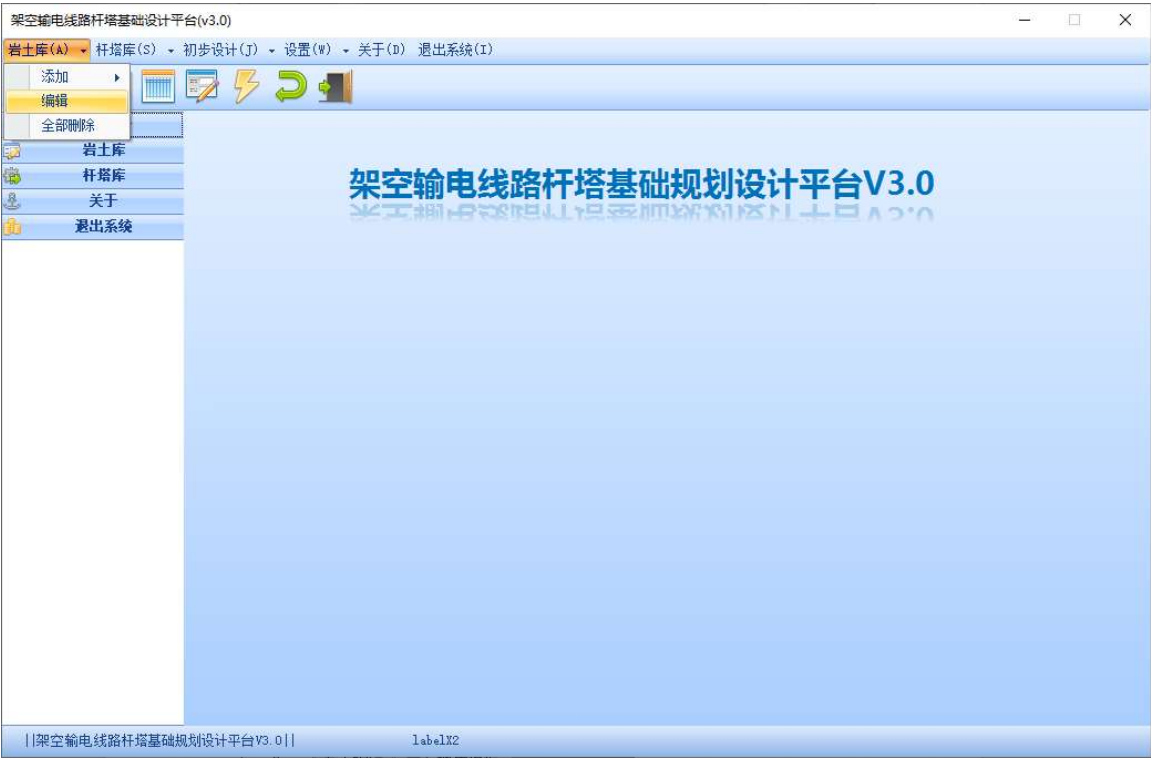 架空输电线路杆塔基础设计平台(v3.0)
岩土库(A) 杆塔库(S) 初步设计(J) 设置(W) 关于(D) 退出系统(I)
添加
编辑
全部删除
岩土库
杆塔库
关于
退出系统
架空输电线路杆塔基础规划设计平台V3.0
||架空输电线路杆塔基础规划设计平台V3.0|| labelX2